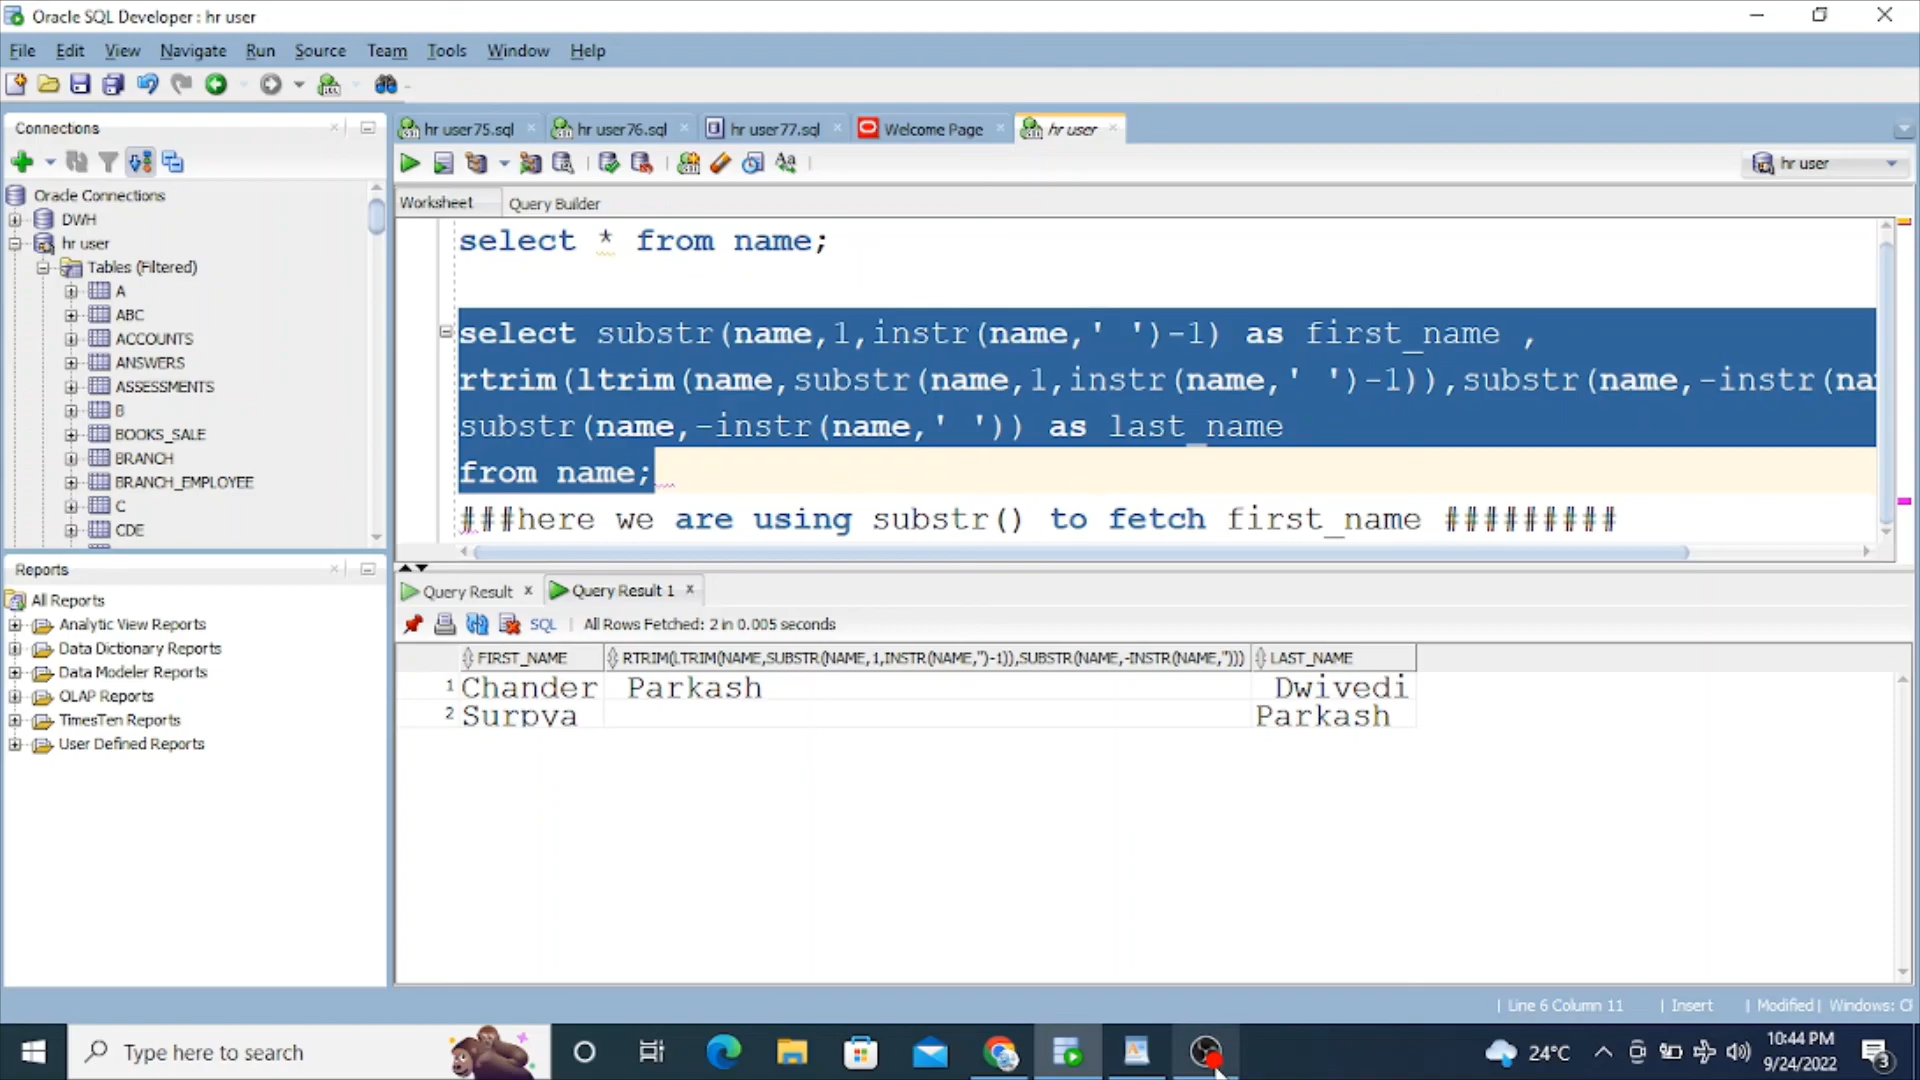 Oracle SQL Developer : hr user
File Edit View Navigate Run Source Team Tools Window Help
Connections
hr user75.sql
hr user76.sql
hr user77.sql
Welcome Page
hr user
hr user
Worksheet
Query Builder
Oracle Connections
DWH
hr user
Tables (Filtered)
A
ABC
ACCOUNTS
ANSWERS
ASSESSMENTS
B
BOOKS_SALE
BRANCH
BRANCH_EMPLOYEE
C
CDE
select * from name;
select substr(name,1,instr(name,' ')-1) as first_name ,
rtrim(ltrim(name,substr(name,1,instr(name,' ')-1)),substr(name,-instr(na
substr(name,-instr(name,' ')) as last_name
from name;
###here we are using substr() to fetch first_name #########
Reports
All Reports
Analytic View Reports
Data Dictionary Reports
Data Modeler Reports
OLAP Reports
TimesTen Reports
User Defined Reports
Query Result
Query Result 1
SQL
All Rows Fetched: 2 in 0.005 seconds
FIRST_NAME
RTRIM(LTRIM(NAME,SUBSTR(NAME,1,INSTR(NAME,'')-1)),SUBSTR(NAME,-INSTR(NAME,'')))
LAST_NAME
1 Chander Parkash Dwivedi
2 Surpya Parkash
Line 6 Column 11
Insert
Modified
Windows: C
Type here to search
24°C
10:44 PM
9/24/2022
3